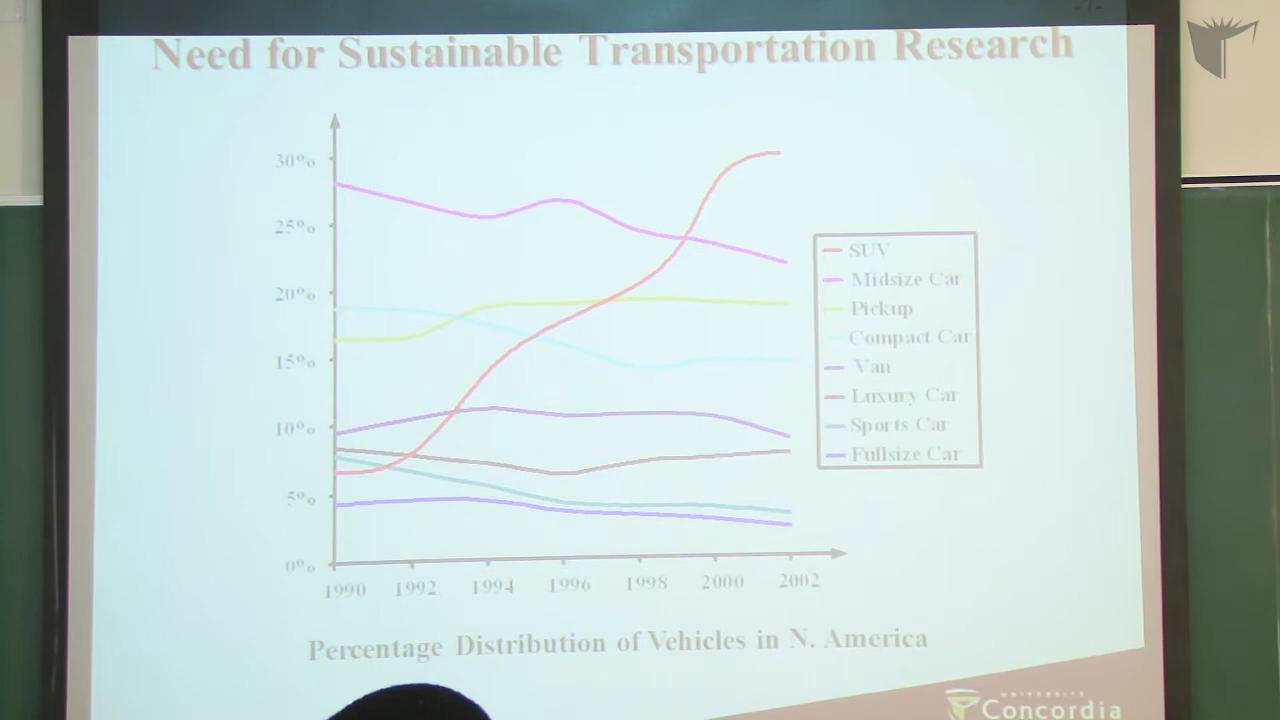 Need for Sustainable Transportation Research
30%
25%
20%
15%
10%
5%
0%
1990 1992 1994 1996 1998 2000 2002
SUV
Midsize Car
Pickup
Compact Car
Van
Luxury Car
Sports Car
Fullsize Car
Percentage Distribution of Vehicles in N. America
UNIVERSITÉ
Concordia